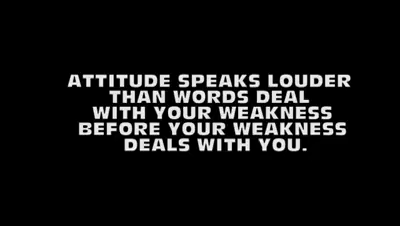 ATTITUDE SPEAKS LOUDER
THAN WORDS DEAL
WITH YOUR WEAKNESS
BEFORE YOUR WEAKNESS
DEALS WITH YOU.